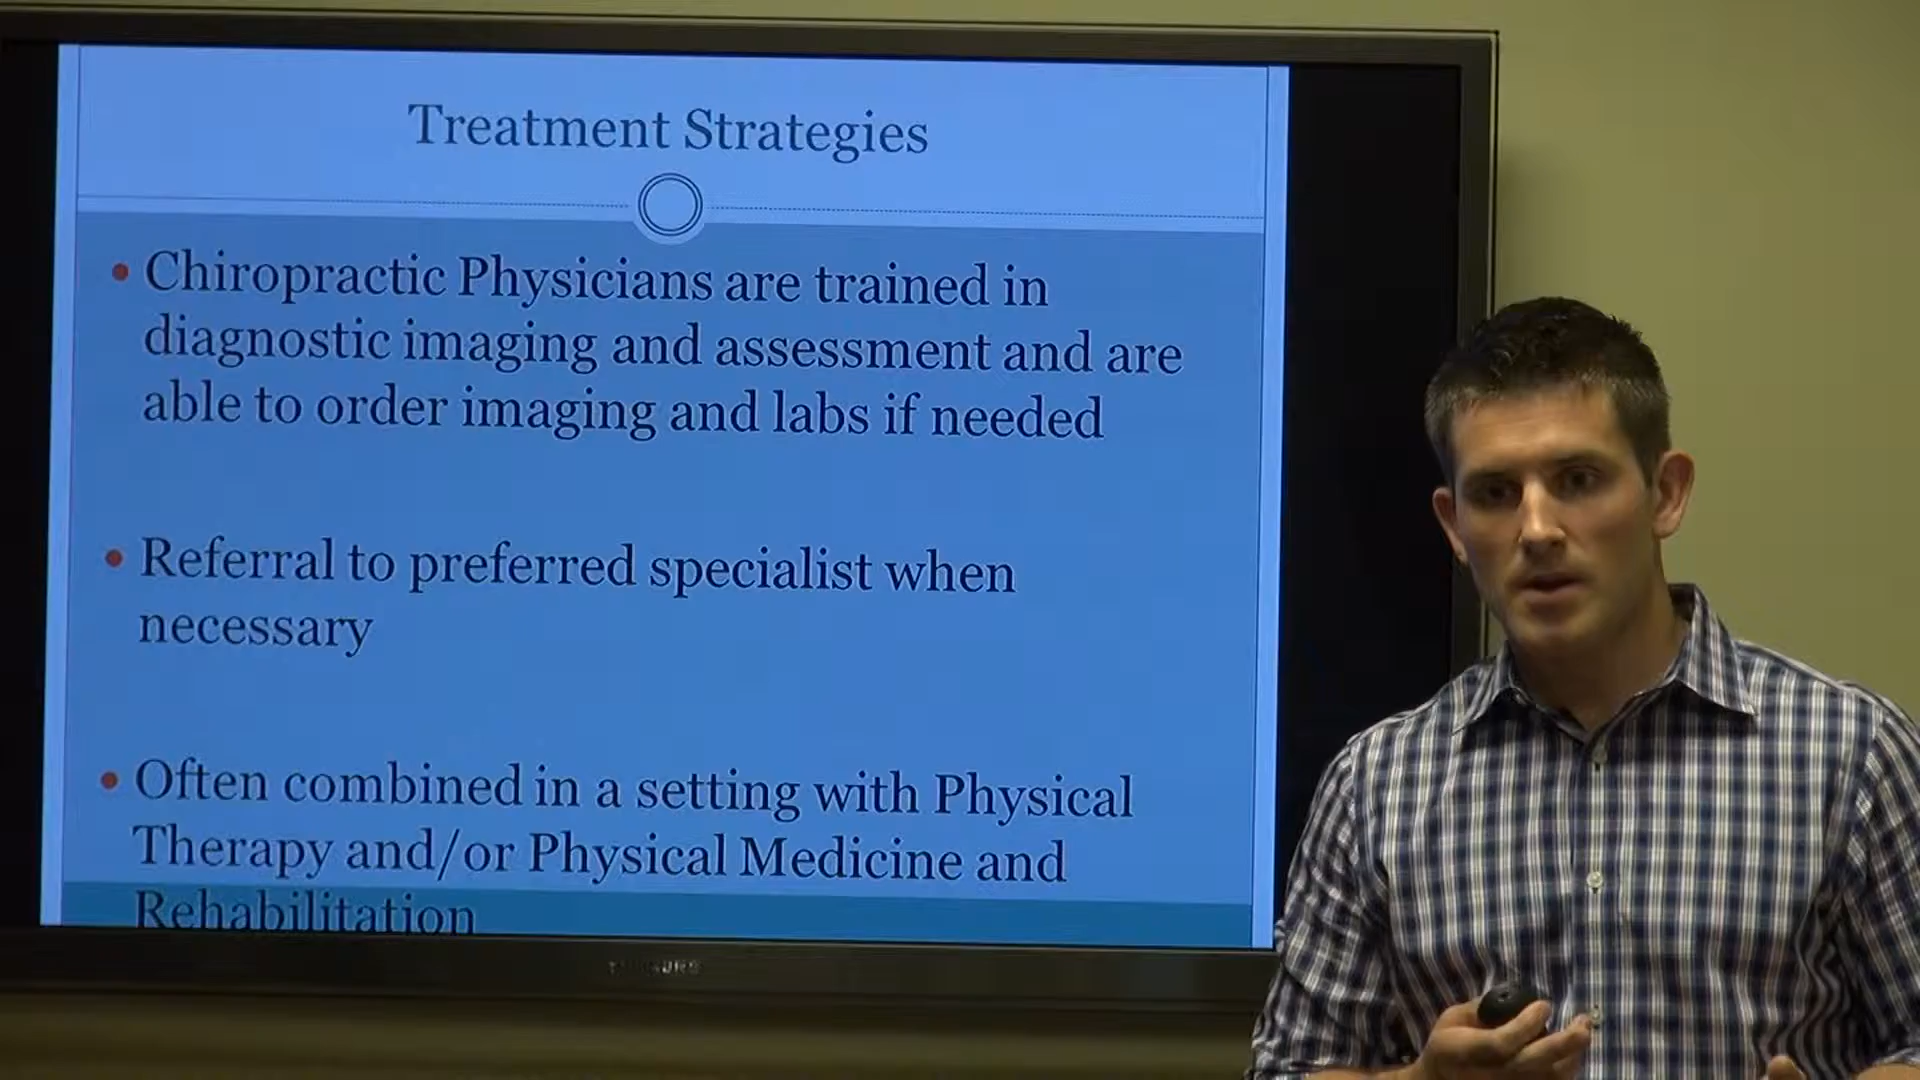 Treatment Strategies
Chiropractic Physicians are trained in
diagnostic imaging and assessment and are
able to order imaging and labs if needed
Referral to preferred specialist when
necessary
Often combined in a setting with Physical
Therapy and/or Physical Medicine and
Rehabilitation